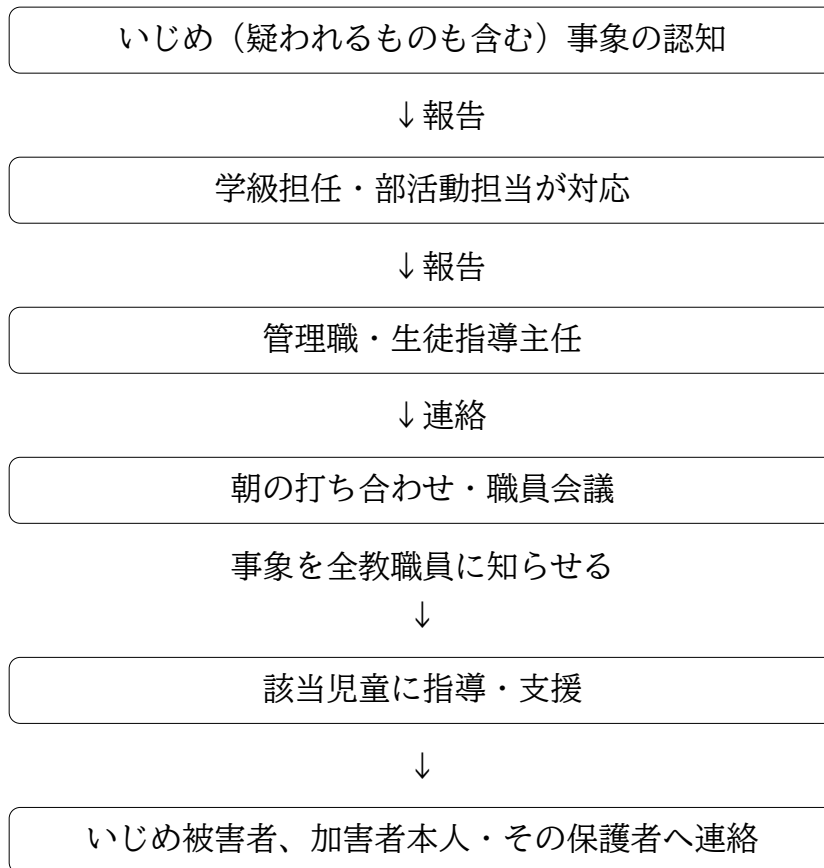 いじめ（疑われるものも含む）事象の認知
↓報告
学級担任・部活動担当が対応
↓報告
管理職・生徒指導主任
↓連絡
朝の打ち合わせ・職員会議
事象を全教職員に知らせる
↓
該当児童に指導・支援
↓
いじめ被害者、加害者本人・その保護者へ連絡